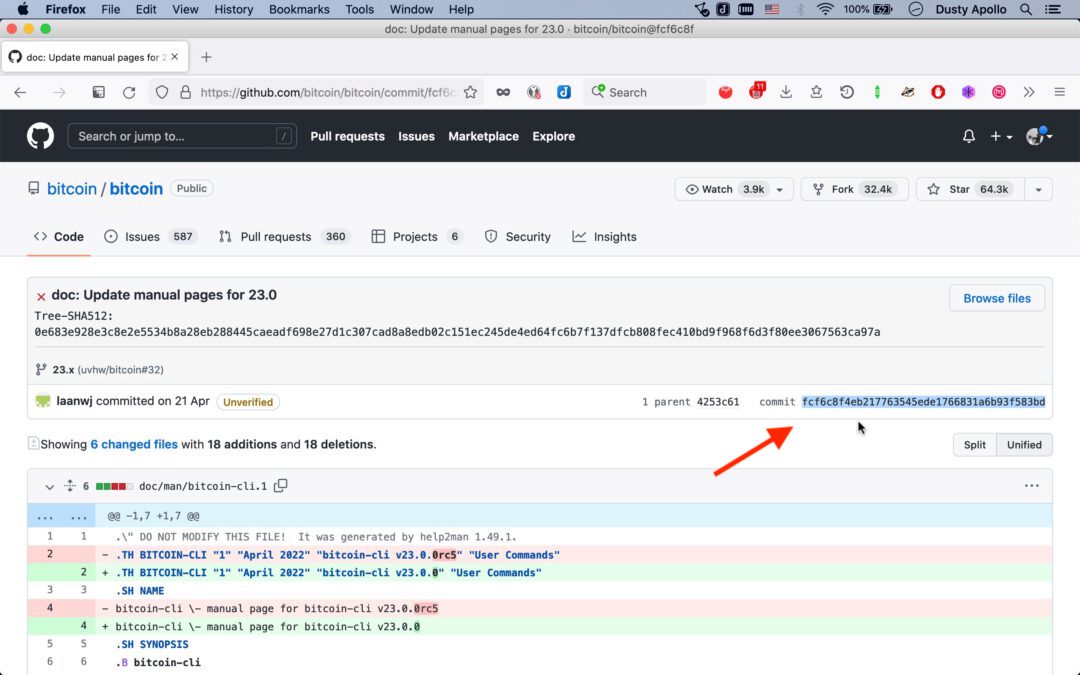 Firefox File Edit View History Bookmarks Tools Window Help 100% Dusty Apollo
doc: Update manual pages for 23.0 · bitcoin/bitcoin@fcf6c8f
doc: Update manual pages for 2
https://github.com/bitcoin/bitcoin/commit/fcf6c Search 11
Search or jump to... / Pull requests Issues Marketplace Explore
bitcoin / bitcoin Public Watch 3.9k Fork 32.4k Star 64.3k
Code Issues 587 Pull requests 360 Projects 6 Security Insights
doc: Update manual pages for 23.0 Browse files
Tree-SHA512:
0e683e928e3c8e2e5534b8a28eb288445caeadf698e27d1c307cad8a8edb02c151ec245de4ed64fc6b7f137dfcb808fec410bd9f968f6d3f80ee3067563ca97a
23.x (uvhw/bitcoin#32)
laanwj committed on 21 Apr Unverified 1 parent 4253c61 commit fcf6c8f4eb217763545ede1766831a6b93f583bd
Showing 6 changed files with 18 additions and 18 deletions. Split Unified
6 doc/man/bitcoin-cli.1 ...
... ... @@ -1,7 +1,7 @@
1 1 .\" DO NOT MODIFY THIS FILE! It was generated by help2man 1.49.1.
2 - .TH BITCOIN-CLI "1" "April 2022" "bitcoin-cli v23.0.0rc5" "User Commands"
2 + .TH BITCOIN-CLI "1" "April 2022" "bitcoin-cli v23.0.0" "User Commands"
3 3 .SH NAME
4 - bitcoin-cli \- manual page for bitcoin-cli v23.0.0rc5
4 + bitcoin-cli \- manual page for bitcoin-cli v23.0.0
5 5 .SH SYNOPSIS
6 6 .B bitcoin-cli